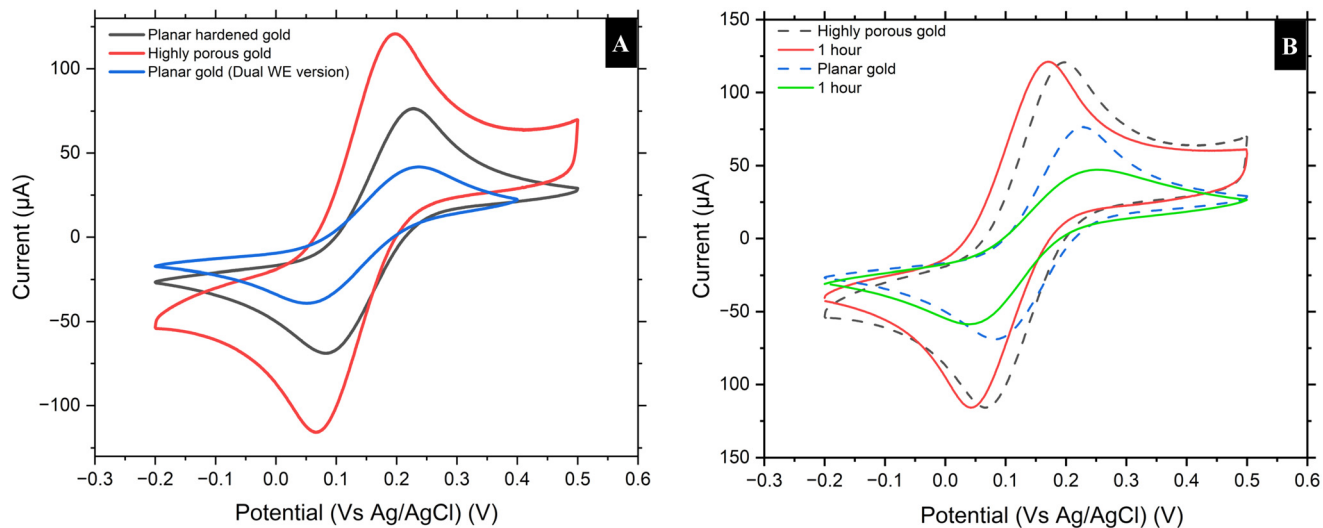 A
Planar hardened gold
Highly porous gold
Planar gold (Dual WE version)
100
50
0
−50
−100
Current (µA)
−0.3 −0.2 −0.1 0.0 0.1 0.2 0.3 0.4 0.5 0.6
Potential (Vs Ag/AgCl) (V)
B
Highly porous gold
1 hour
Planar gold
1 hour
150
100
50
0
50
100
150
Current (µA)
−0.3 −0.2 −0.1 0.0 0.1 0.2 0.3 0.4 0.5 0.6
Potential (Vs Ag/AgCl) (V)